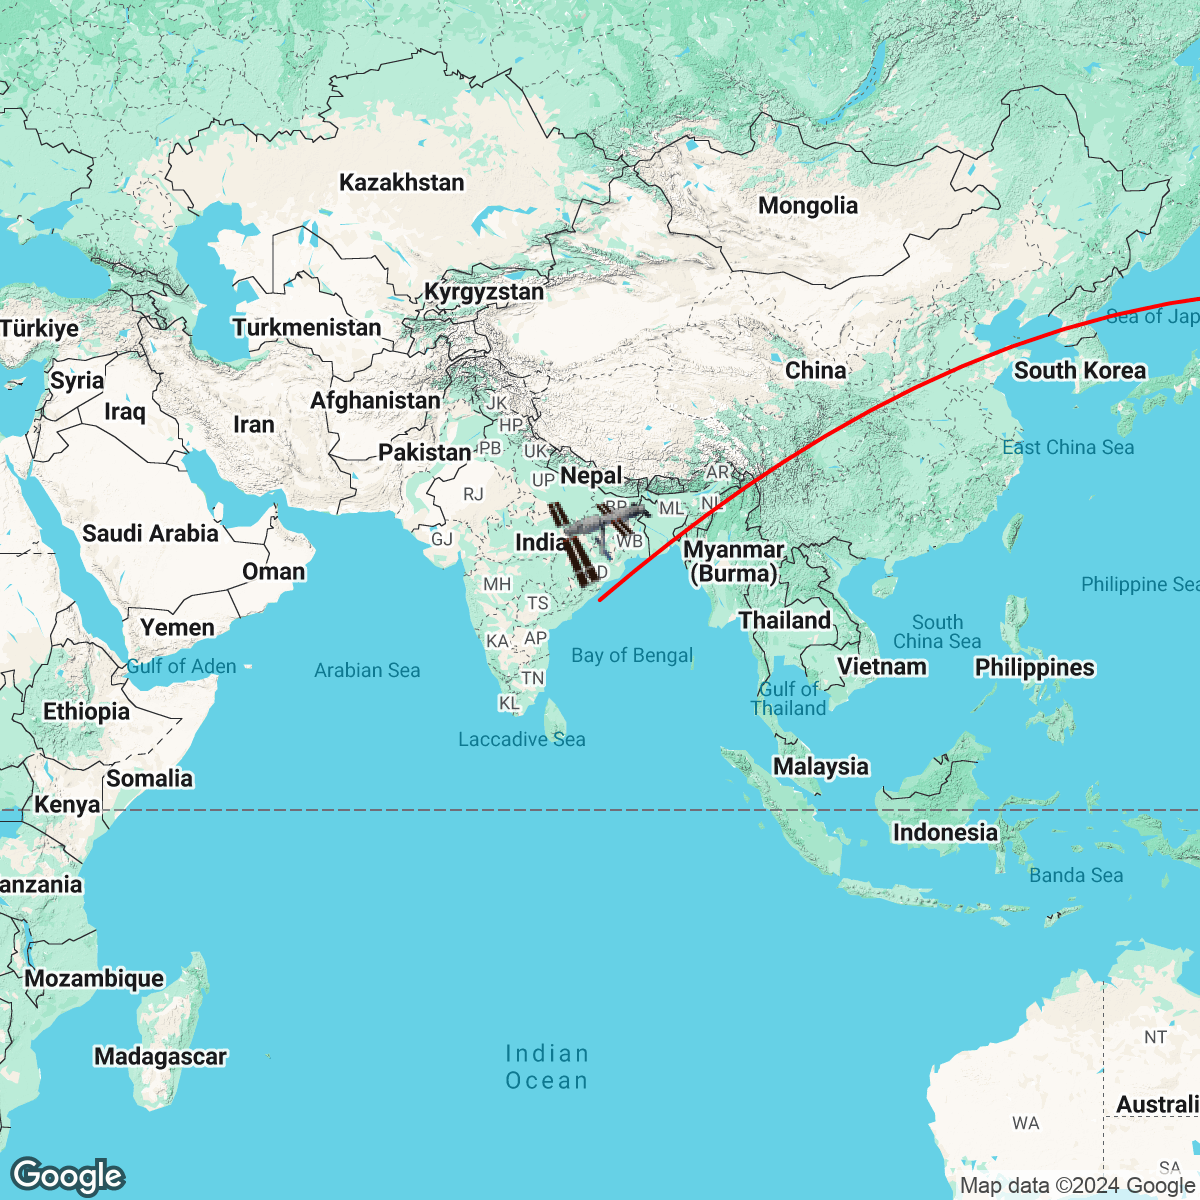 Kazakhstan
Mongolia
Kyrgyzstan
Sea of Jap
Türkiye
Turkmenistan
China
South Korea
Syria
Afghanistan
JK
Iraq
HP
Iran
East China Sea
Pakistan
PB
UK
Nepal
AR
UP
RJ
NL
ML
BR
Saudi Arabia
GJ
India
WB
Myanmar
(Burma)
Oman
MH
D
Philippine Sea
TS
Thailand
South
China Sea
Yemen
KA
AP
Bay of Bengal
Gulf of Aden
Arabian Sea
Vietnam
Philippines
TN
Gulf of
Thailand
KL
Ethiopia
Laccadive Sea
Malaysia
Somalia
Kenya
Indonesia
Banda Sea
anzania
Mozambique
NT
Indian
Ocean
Madagascar
Australi
WA
SA
Google
Map data ©2024 Google